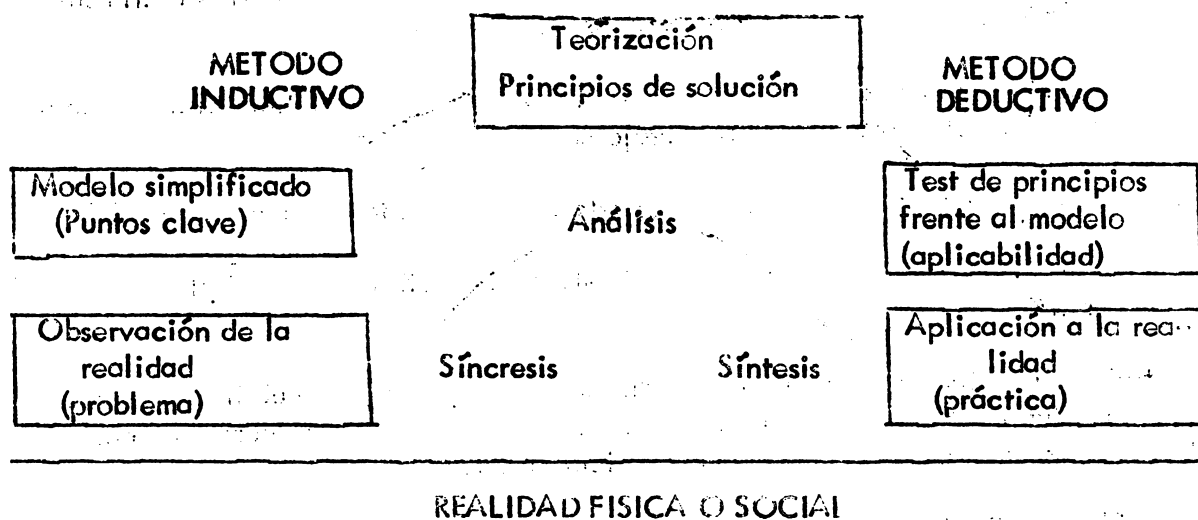 Teorización
Principios de solución
METODO
INDUCTIVO
METODO
DEDUCTIVO
Modelo simplificado
(Puntos clave)
Análisis
Test de principios
frente al modelo
(aplicabilidad)
Observación de la
realidad
(problema)
Síncresis
Síntesis
Aplicación a la rea-
lidad
(práctica)
REALIDAD FISICA O SOCIAL